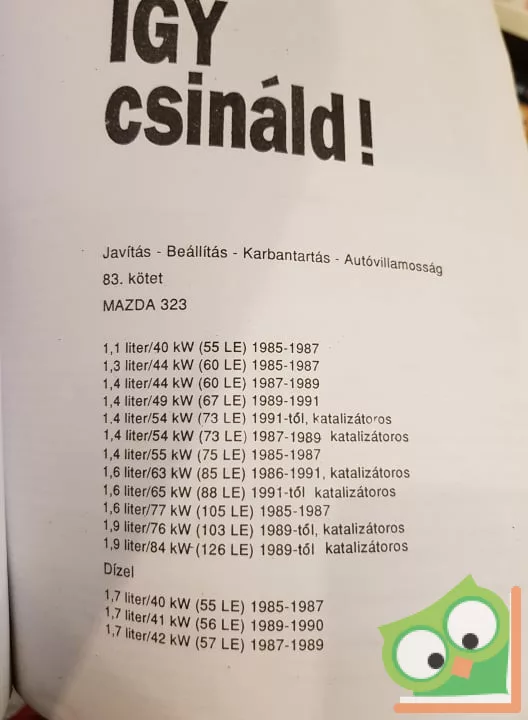 ÍGY
csináld!
Javítás - Beállítás - Karbantartás - Autóvillamosság
83. kötet
MAZDA 323
1,1 liter/40 kW (55 LE) 1985-1987
1,3 liter/44 kW (60 LE) 1985-1987
1,4 liter/44 kW (60 LE) 1987-1989
1,4 liter/49 kW (67 LE) 1989-1991
1,4 liter/54 kW (73 LE) 1991-től, katalizátoros
1,4 liter/54 kW (73 LE) 1987-1989 katalizátoros
1,4 liter/55 kW (75 LE) 1985-1987
1,6 liter/63 kW (85 LE) 1986-1991, katalizátoros
1,6 liter/65 kW (88 LE) 1991-től katalizátoros
1,6 liter/77 kW (105 LE) 1985-1987
1,9 liter/76 kW (103 LE) 1989-től, katalizátoros
1,9 liter/84 kW (126 LE) 1989-től katalizátoros
Dízel
1,7 liter/40 kW (55 LE) 1985-1987
1,7 liter/41 kW (56 LE) 1989-1990
1,7 liter/42 kW (57 LE) 1987-1989